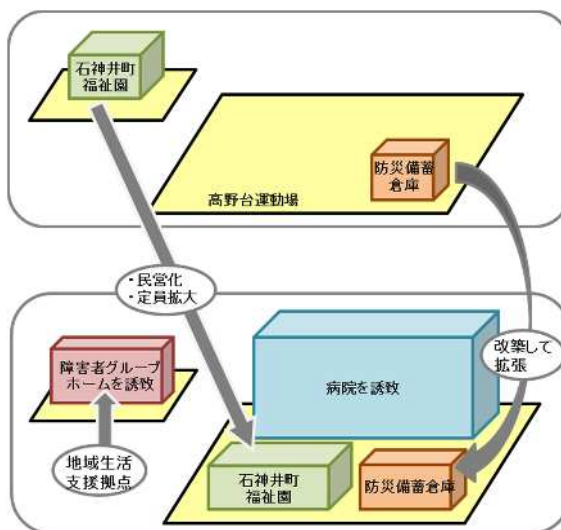 石神井町
福祉園
防災備蓄
倉庫
高野台運動場
・民営化
・定員拡大
改築して
拡張
障害者グループ
ホームを誘致
病院を誘致
地域生活
支援拠点
石神井町
福祉園
防災備蓄倉庫